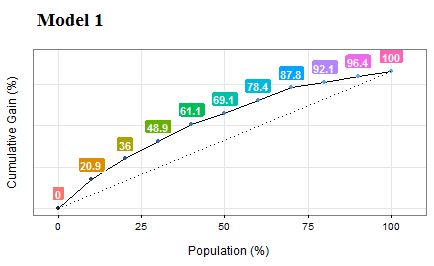 Model 1
Cumulative Gain (%)
0
20.9
36
48.9
61.1
69.1
78.4
87.8
92.1
96.4
100
0 25 50 75 100
Population (%)